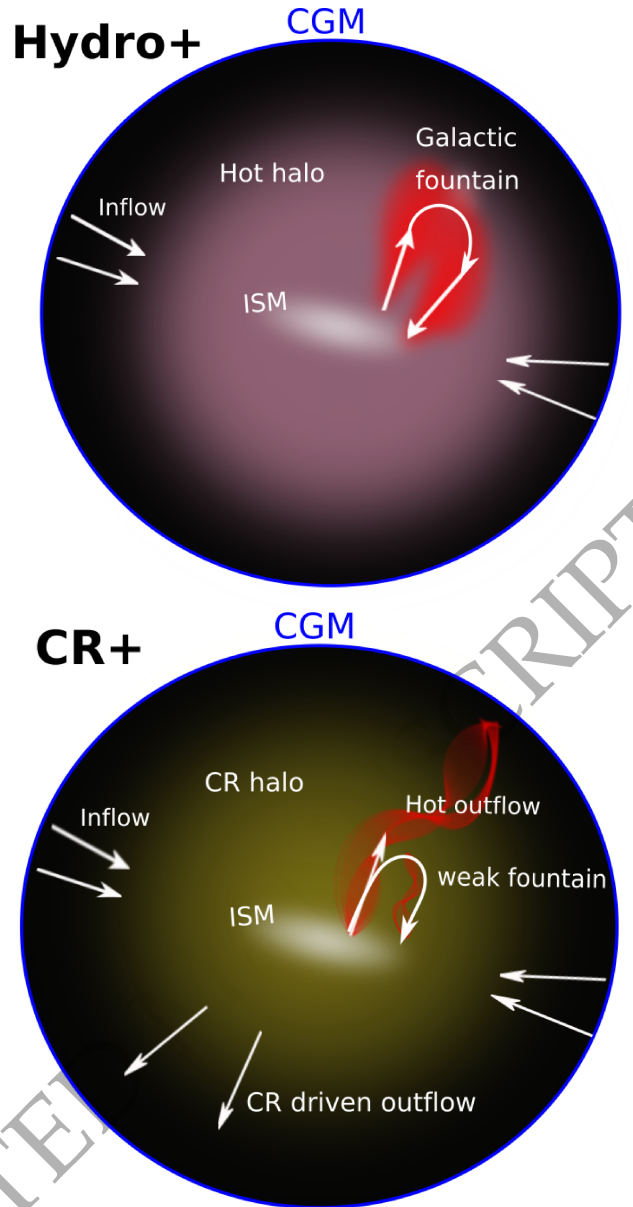 Hydro+
CGM
Galactic
fountain
Hot halo
Inflow
ISM
CGM
CR+
CR halo
Hot outflow
Inflow
weak fountain
ISM
CR driven outflow